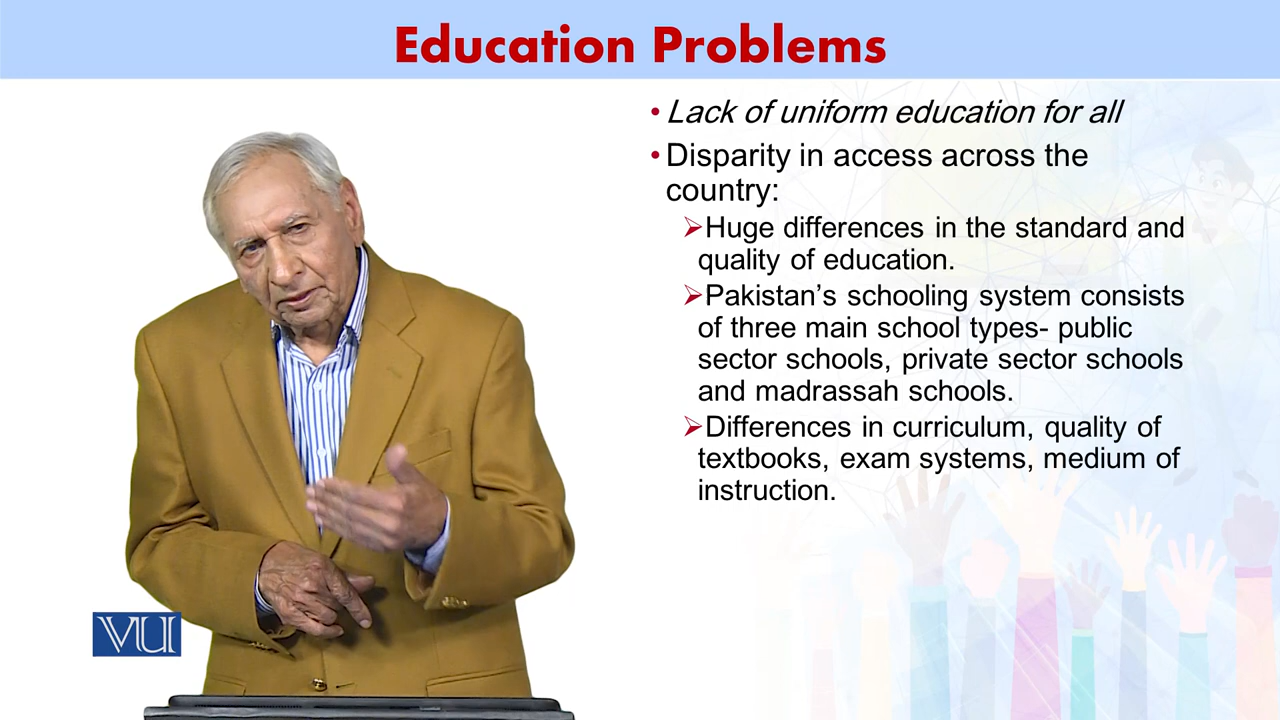 Education Problems
• Lack of uniform education for all
• Disparity in access across the
country:
➢Huge differences in the standard and
quality of education.
➢Pakistan’s schooling system consists
of three main school types- public
sector schools, private sector schools
and madrassah schools.
➢Differences in curriculum, quality of
textbooks, exam systems, medium of
instruction.
VU